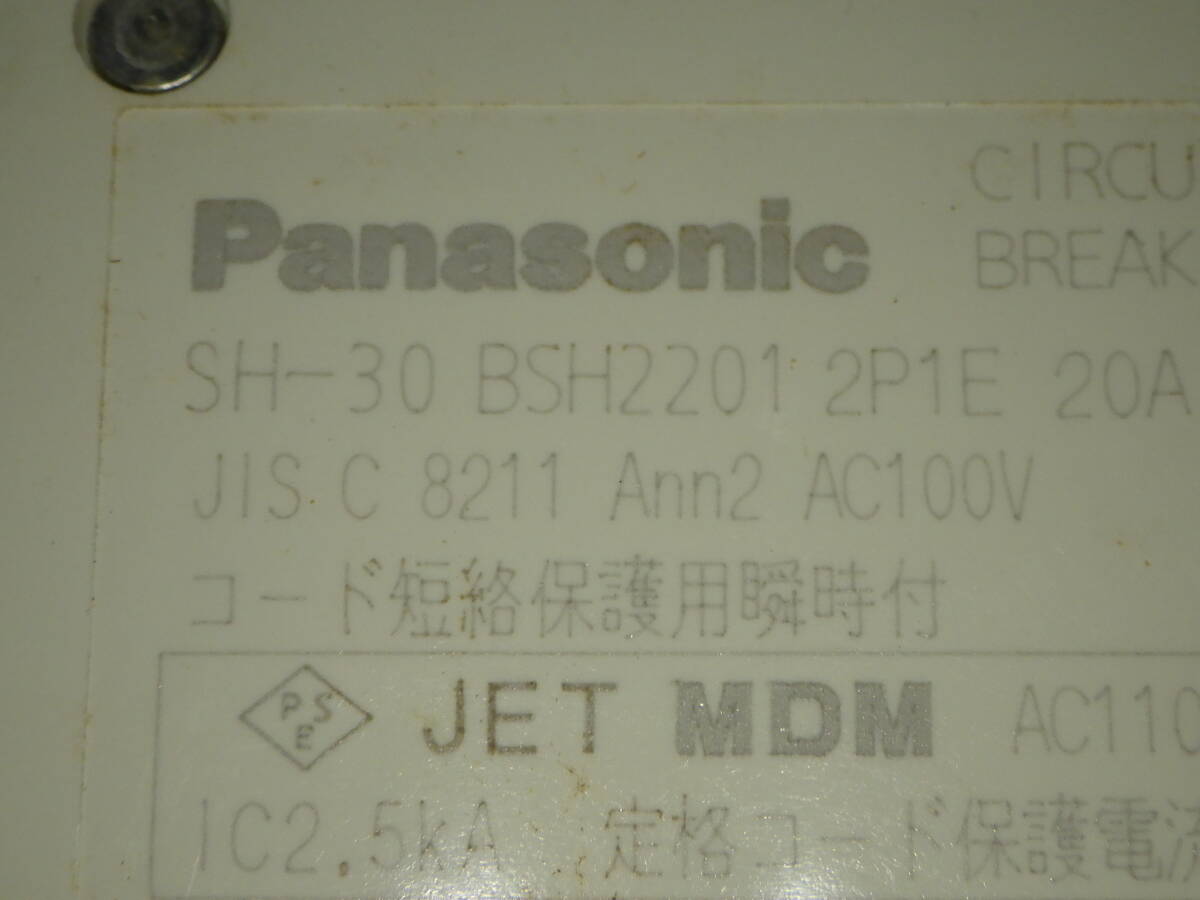 CIRCU
Panasonic BREAK
SH-30 BSH2201 2P1E 20A
JIS C 8211 Ann2 AC100V
コード短絡保護用瞬時付
PSE JET MDM AC110
IC2.5kA 定格コード保護電流